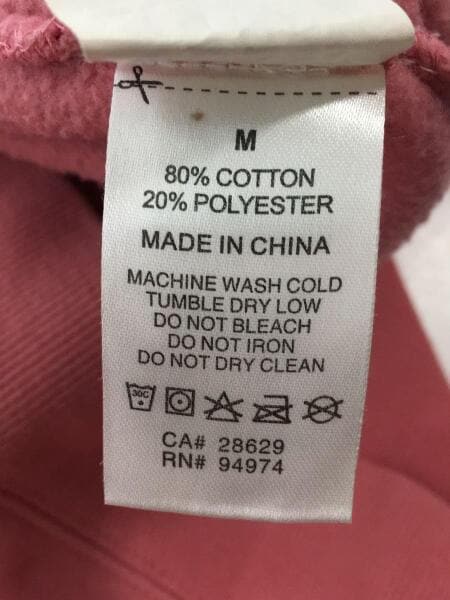 M
80% COTTON
20% POLYESTER
MADE IN CHINA
MACHINE WASH COLD
TUMBLE DRY LOW
DO NOT BLEACH
DO NOT IRON
DO NOT DRY CLEAN
30C
CA# 28629
RN# 94974